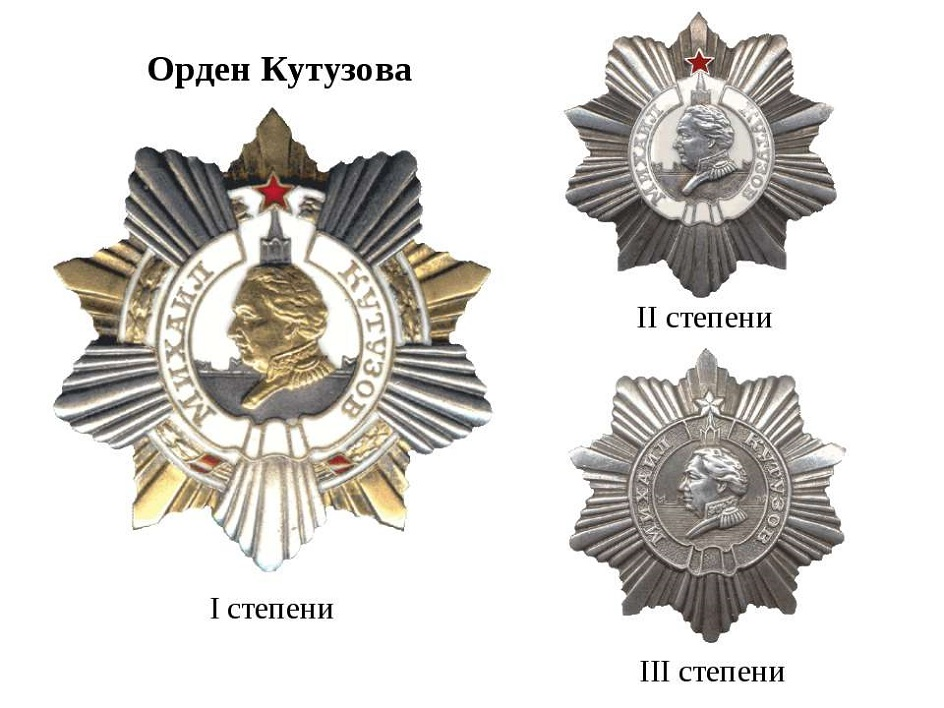 Орден Кутузова
МИХАИЛ КУТУЗОВ
I степени
МИХАИЛ КУТУЗОВ
II степени
МИХАИЛ КУТУЗОВ
III степени